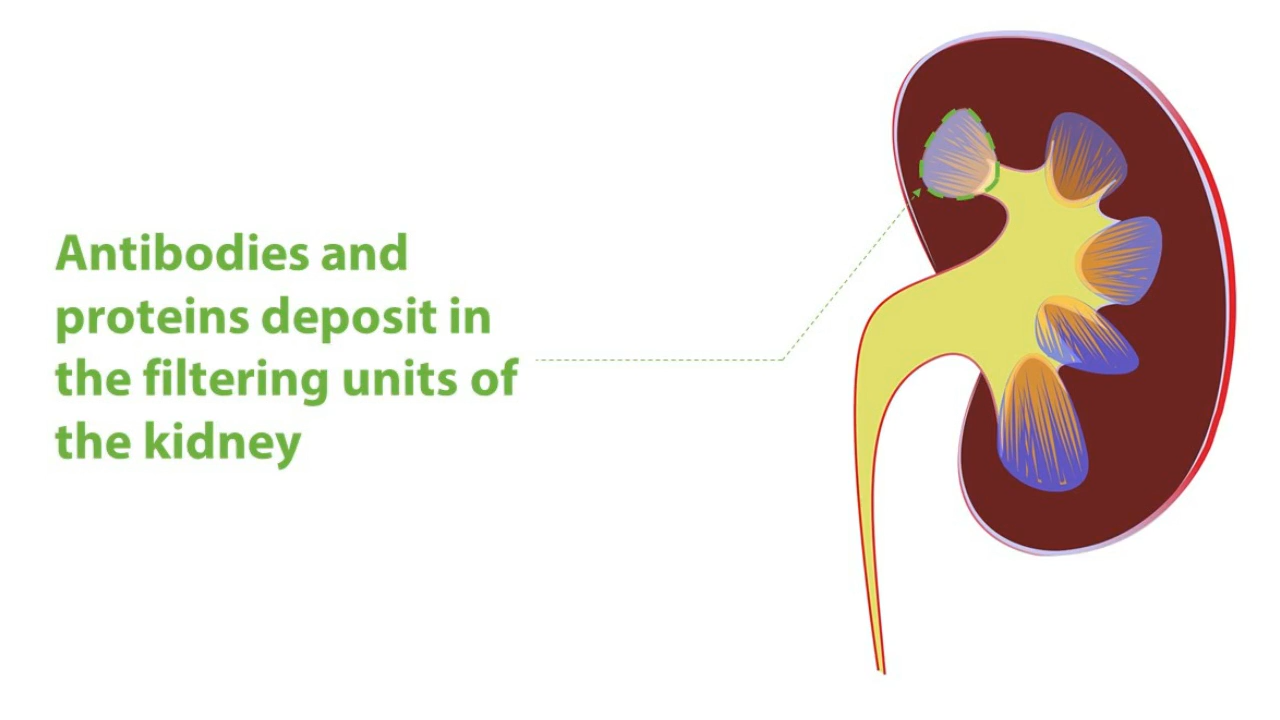 Antibodies and
proteins deposit in
the filtering units of
the kidney